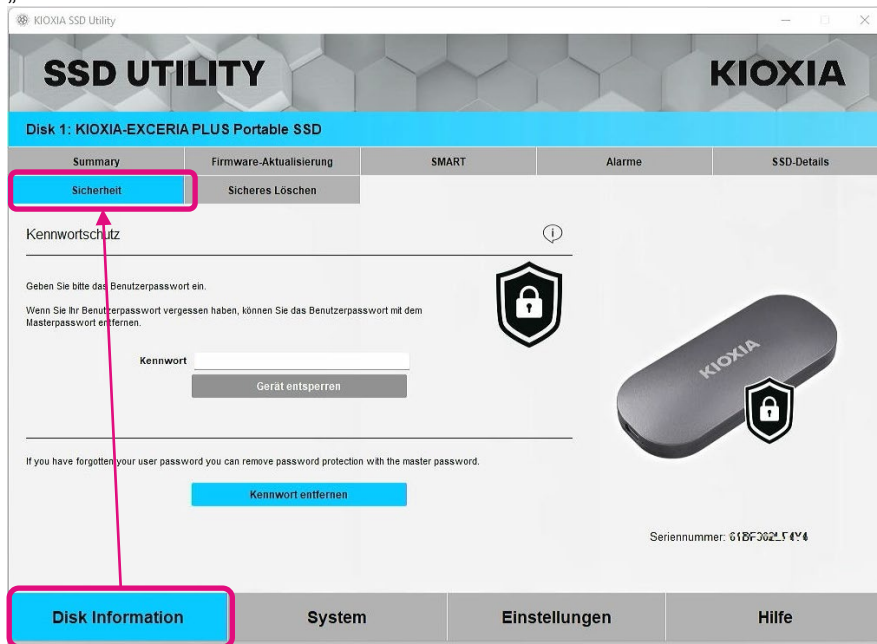 „
KIOXIA SSD Utility
SSD UTILITY
KIOXIA
Disk 1: KIOXIA-EXCERIA PLUS Portable SSD
Summary
Firmware-Aktualisierung
SMART
Alarme
SSD-Details
Sicherheit
Sicheres Löschen
Kennwortschutz
Geben Sie bitte das Benutzerpasswort ein.
Wenn Sie Ihr Benutzerpasswort vergessen haben, können Sie das Benutzerpasswort mit dem
Masterpasswort entfernen.
Kennwort
Gerät entsperren
KIOXIA
If you have forgotten your user password you can remove password protection with the master password.
Kennwort entfernen
Seriennummer:
Disk Information
System
Einstellungen
Hilfe